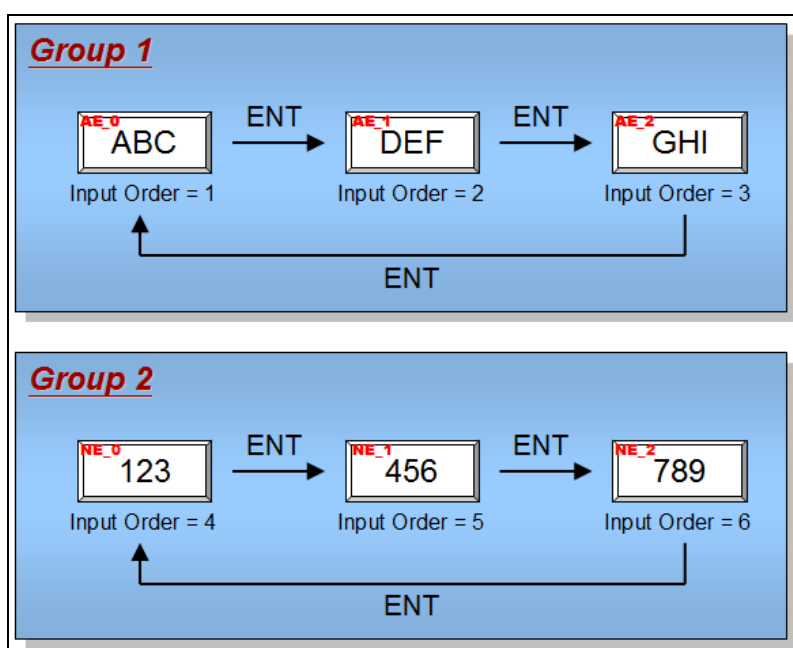 Group 1
AE_0 AE_1 AE_2
ABC ENT DEF ENT GHI
Input Order = 1 Input Order = 2 Input Order = 3
ENT
Group 2
NE_0 NE_1 NE_2
123 ENT 456 ENT 789
Input Order = 4 Input Order = 5 Input Order = 6
ENT